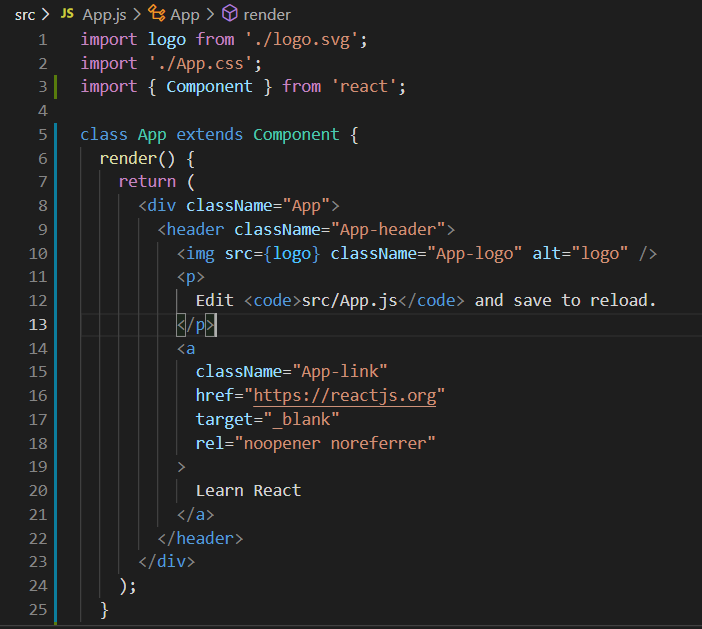 src > JS App.js > App > render
1 import logo from './logo.svg';
2 import './App.css';
3 import { Component } from 'react';
4
5 class App extends Component {
6   render() {
7     return (
8       <div className="App">
9         <header className="App-header">
10           <img src={logo} className="App-logo" alt="logo" />
11           <p>
12             Edit <code>src/App.js</code> and save to reload.
13           </p>
14           <a
15             className="App-link"
16             href="https://reactjs.org"
17             target="_blank"
18             rel="noopener noreferrer"
19           >
20             Learn React
21           </a>
22         </header>
23       </div>
24     );
25   }